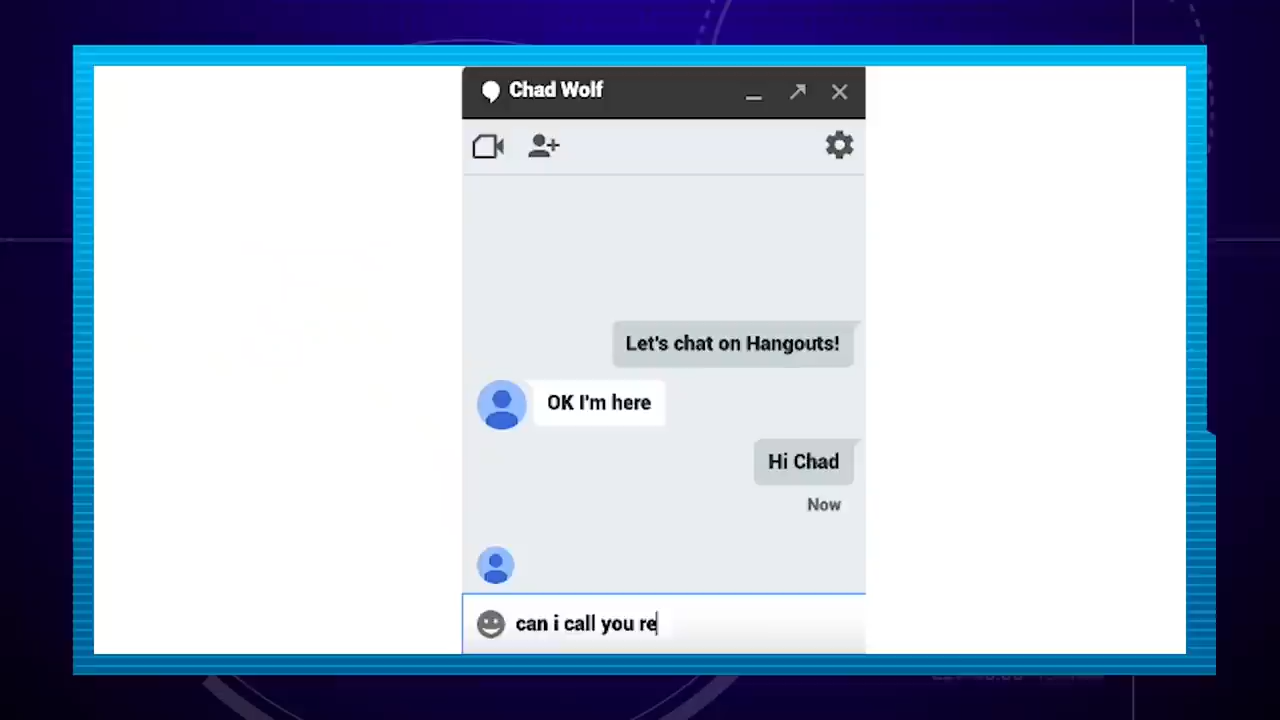 Chad Wolf
Let's chat on Hangouts!
OK I'm here
Hi Chad
Now
can i call you re